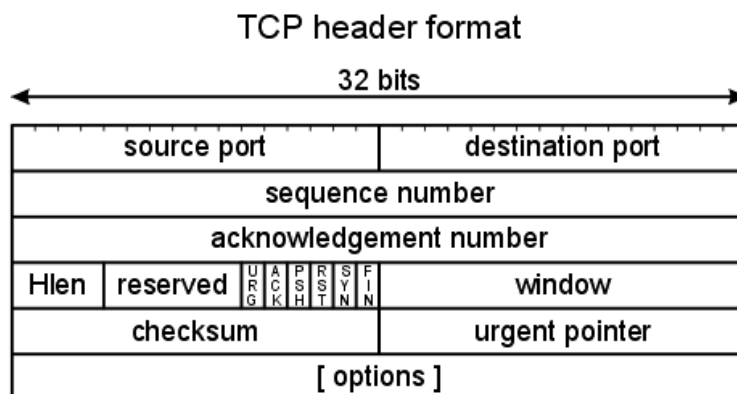 TCP header format
32 bits
source port destination port
sequence number
acknowledgement number
Hlen reserved URG ACK PSH RST SYN FIN window
checksum urgent pointer
[ options ]